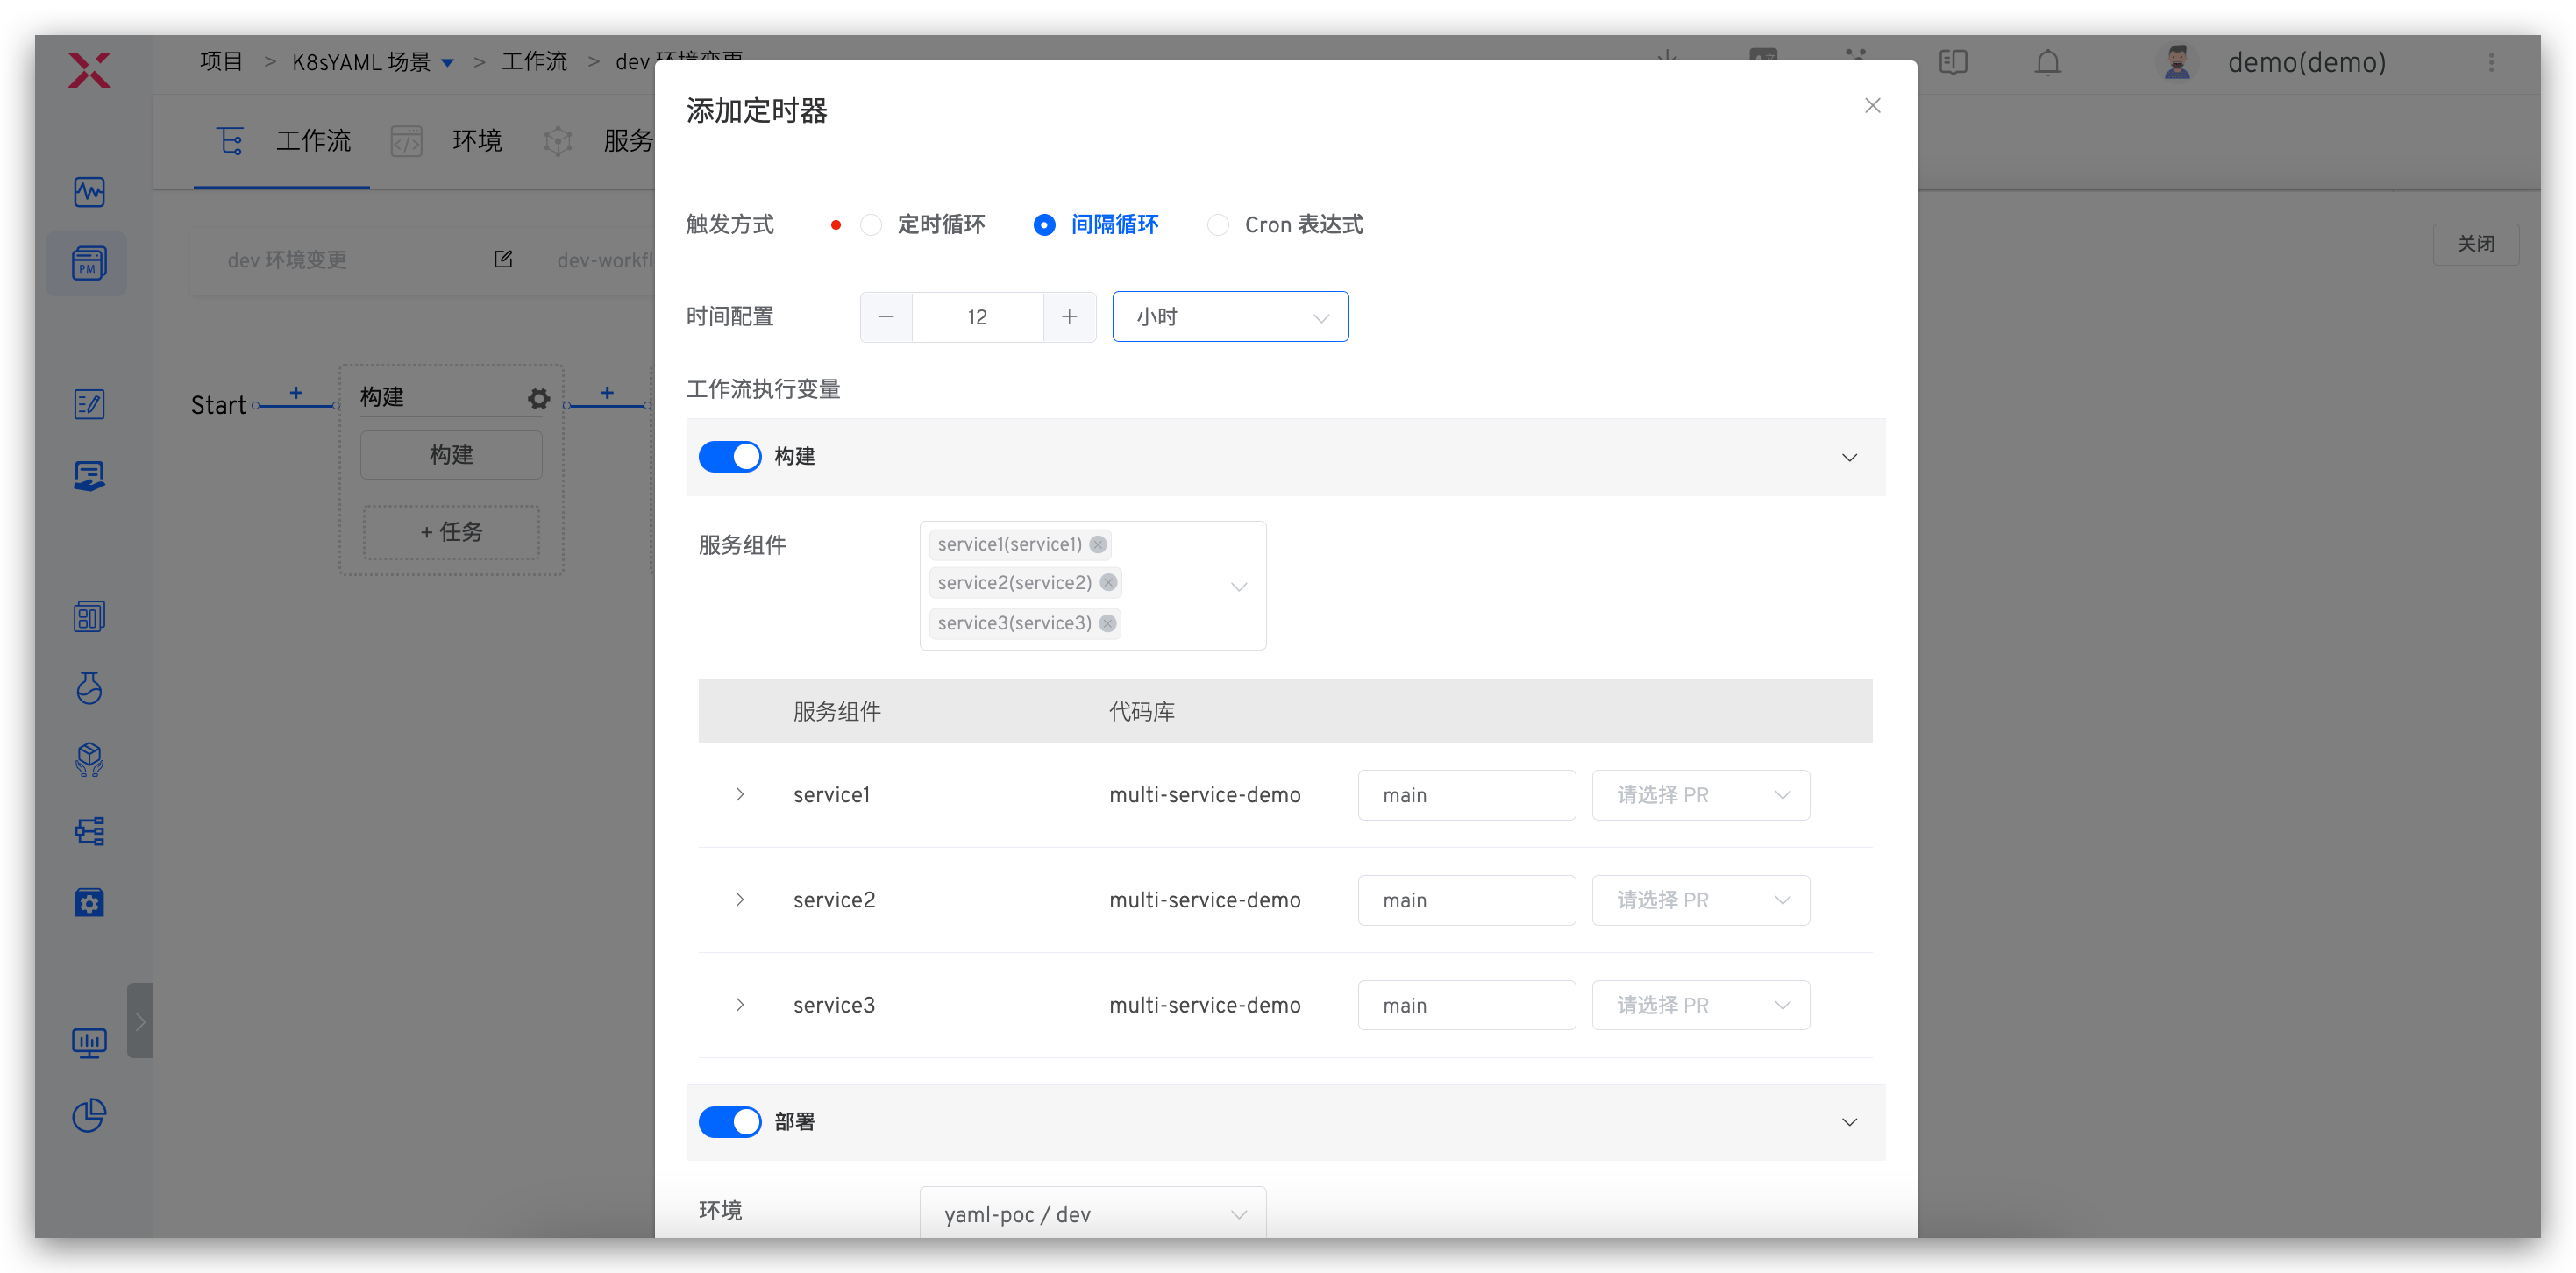 项目 > K8sYAML 场景 > 工作流 > dev 环境变更
demo(demo)
工作流 环境 服务
dev 环境变更 dev-workfl
关闭
Start
构建
构建
+ 任务
PM
添加定时器
触发方式 定时循环 间隔循环 Cron 表达式
时间配置 − 12 + 小时
工作流执行变量
构建
服务组件
service1(service1)
service2(service2)
service3(service3)
服务组件 代码库
service1 multi-service-demo main 请选择 PR
service2 multi-service-demo main 请选择 PR
service3 multi-service-demo main 请选择 PR
部署
环境 yaml-poc / dev